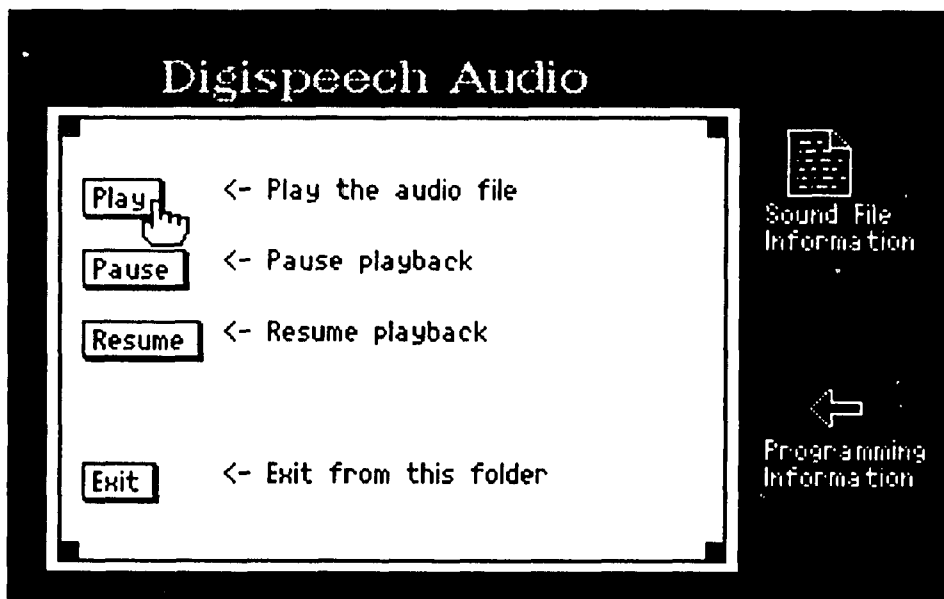 Digispeech Audio
Play <- Play the audio file
Pause <- Pause playback
Resume <- Resume playback
Exit <- Exit from this folder
Sound File
Information
Programming
Information